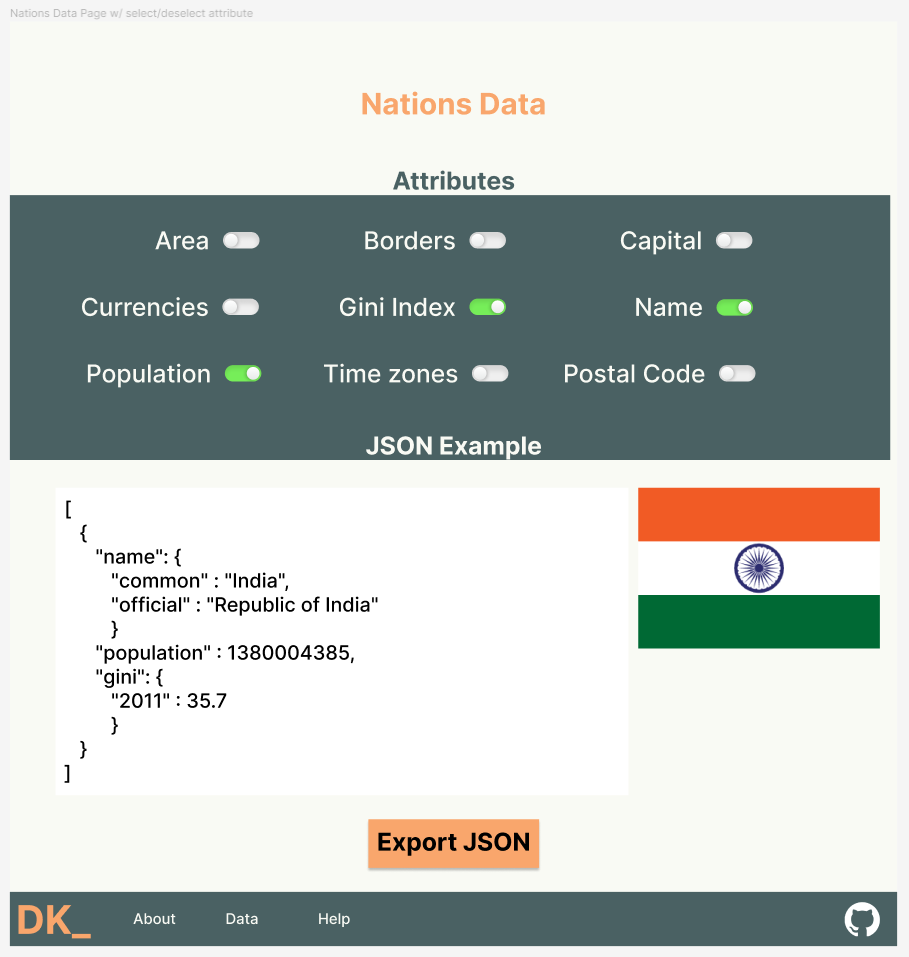 Nations Data Page w/ select/deselect attribute
Nations Data
Attributes
Area Borders Capital
Currencies Gini Index Name
Population Time zones Postal Code
JSON Example
[
{
"name": {
"common" : "India",
"official" : "Republic of India"
}
"population" : 1380004385,
"gini": {
"2011" : 35.7
}
}
]
Export JSON
DK_ About Data Help